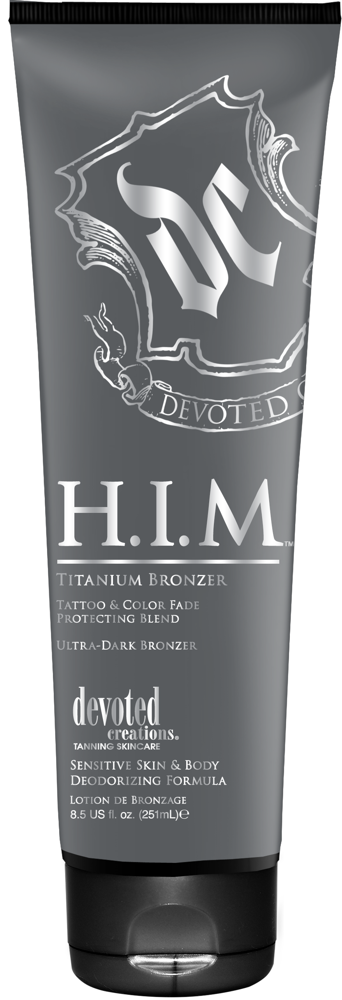 DC
DEVOTED
H.I.M™
TITANIUM BRONZER
TATTOO & COLOR FADE
PROTECTING BLEND
ULTRA-DARK BRONZER
devoted
creations®
TANNING SKINCARE
SENSITIVE SKIN & BODY
DEODORIZING FORMULA
LOTION DE BRONZAGE
8.5 US fl. oz. (251mL)℮